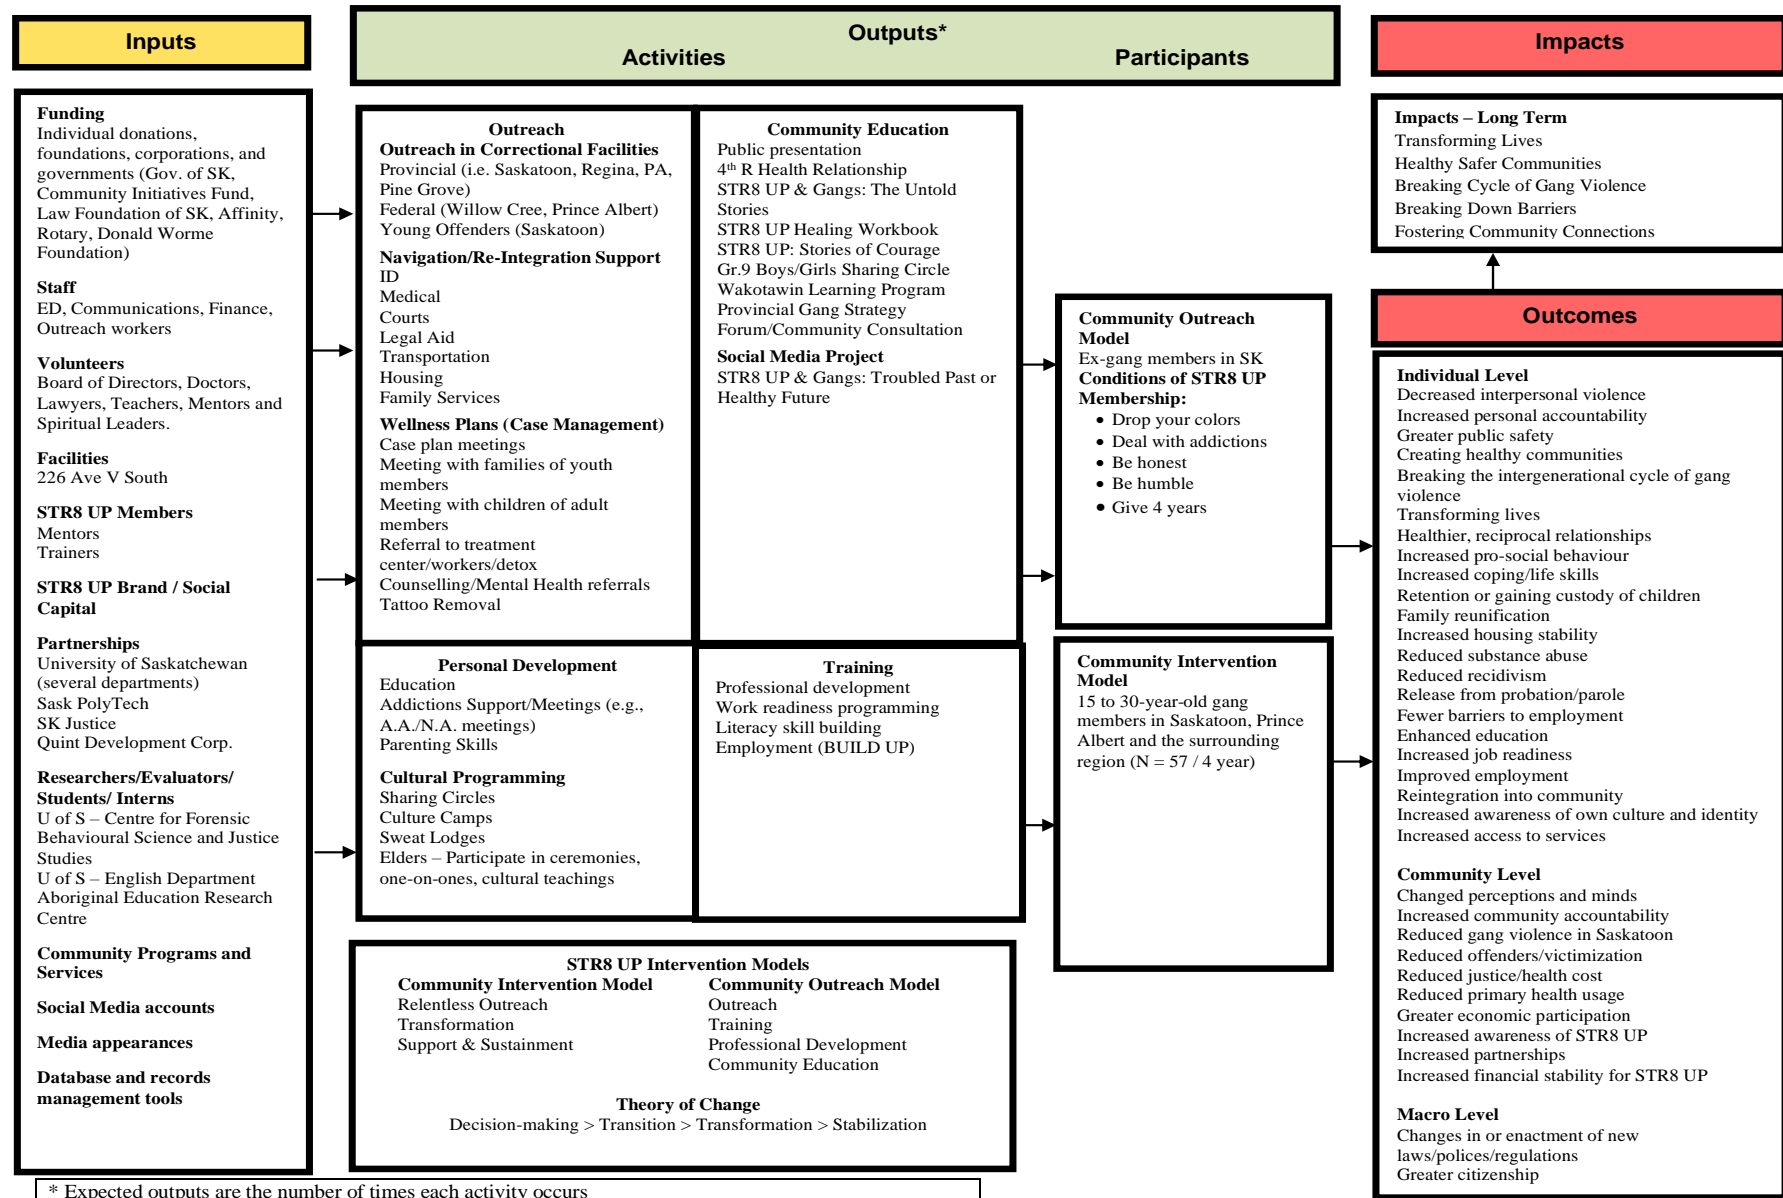 Inputs
Outputs*
Activities
Participants
Impacts
Funding
Individual donations,
foundations, corporations, and
governments (Gov. of SK,
Community Initiatives Fund,
Law Foundation of SK, Affinity,
Rotary, Donald Worme
Foundation)
Staff
ED, Communications, Finance,
Outreach workers
Volunteers
Board of Directors, Doctors,
Lawyers, Teachers, Mentors and
Spiritual Leaders.
Facilities
226 Ave V South
STR8 UP Members
Mentors
Trainers
STR8 UP Brand / Social
Capital
Partnerships
University of Saskatchewan
(several departments)
Sask PolyTech
SK Justice
Quint Development Corp.
Researchers/Evaluators/
Students/ Interns
U of S – Centre for Forensic
Behavioural Science and Justice
Studies
U of S – English Department
Aboriginal Education Research
Centre
Community Programs and
Services
Social Media accounts
Media appearances
Database and records
management tools
Outreach
Outreach in Correctional Facilities
Provincial (i.e. Saskatoon, Regina, PA,
Pine Grove)
Federal (Willow Cree, Prince Albert)
Young Offenders (Saskatoon)
Navigation/Re-Integration Support
ID
Medical
Courts
Legal Aid
Transportation
Housing
Family Services
Wellness Plans (Case Management)
Case plan meetings
Meeting with families of youth
members
Meeting with children of adult
members
Referral to treatment
center/workers/detox
Counselling/Mental Health referrals
Tattoo Removal
Community Education
Public presentation
4th R Health Relationship
STR8 UP & Gangs: The Untold
Stories
STR8 UP Healing Workbook
STR8 UP: Stories of Courage
Gr.9 Boys/Girls Sharing Circle
Wakotawin Learning Program
Provincial Gang Strategy
Forum/Community Consultation
Social Media Project
STR8 UP & Gangs: Troubled Past or
Healthy Future
Personal Development
Education
Addictions Support/Meetings (e.g.,
A.A./N.A. meetings)
Parenting Skills
Cultural Programming
Sharing Circles
Culture Camps
Sweat Lodges
Elders – Participate in ceremonies,
one-on-ones, cultural teachings
Training
Professional development
Work readiness programming
Literacy skill building
Employment (BUILD UP)
STR8 UP Intervention Models
Community Intervention Model
Relentless Outreach
Transformation
Support & Sustainment
Community Outreach Model
Outreach
Training
Professional Development
Community Education
Theory of Change
Decision-making > Transition > Transformation > Stabilization
Community Outreach
Model
Ex-gang members in SK
Conditions of STR8 UP
Membership:
• Drop your colors
• Deal with addictions
• Be honest
• Be humble
• Give 4 years
Community Intervention
Model
15 to 30-year-old gang
members in Saskatoon, Prince
Albert and the surrounding
region (N = 57 / 4 year)
Impacts – Long Term
Transforming Lives
Healthy Safer Communities
Breaking Cycle of Gang Violence
Breaking Down Barriers
Fostering Community Connections
Outcomes
Individual Level
Decreased interpersonal violence
Increased personal accountability
Greater public safety
Creating healthy communities
Breaking the intergenerational cycle of gang
violence
Transforming lives
Healthier, reciprocal relationships
Increased pro-social behaviour
Increased coping/life skills
Retention or gaining custody of children
Family reunification
Increased housing stability
Reduced substance abuse
Reduced recidivism
Release from probation/parole
Fewer barriers to employment
Enhanced education
Increased job readiness
Improved employment
Reintegration into community
Increased awareness of own culture and identity
Increased access to services
Community Level
Changed perceptions and minds
Increased community accountability
Reduced gang violence in Saskatoon
Reduced offenders/victimization
Reduced justice/health cost
Reduced primary health usage
Greater economic participation
Increased awareness of STR8 UP
Increased partnerships
Increased financial stability for STR8 UP
Macro Level
Changes in or enactment of new
laws/polices/regulations
Greater citizenship
* Expected outputs are the number of times each activity occurs